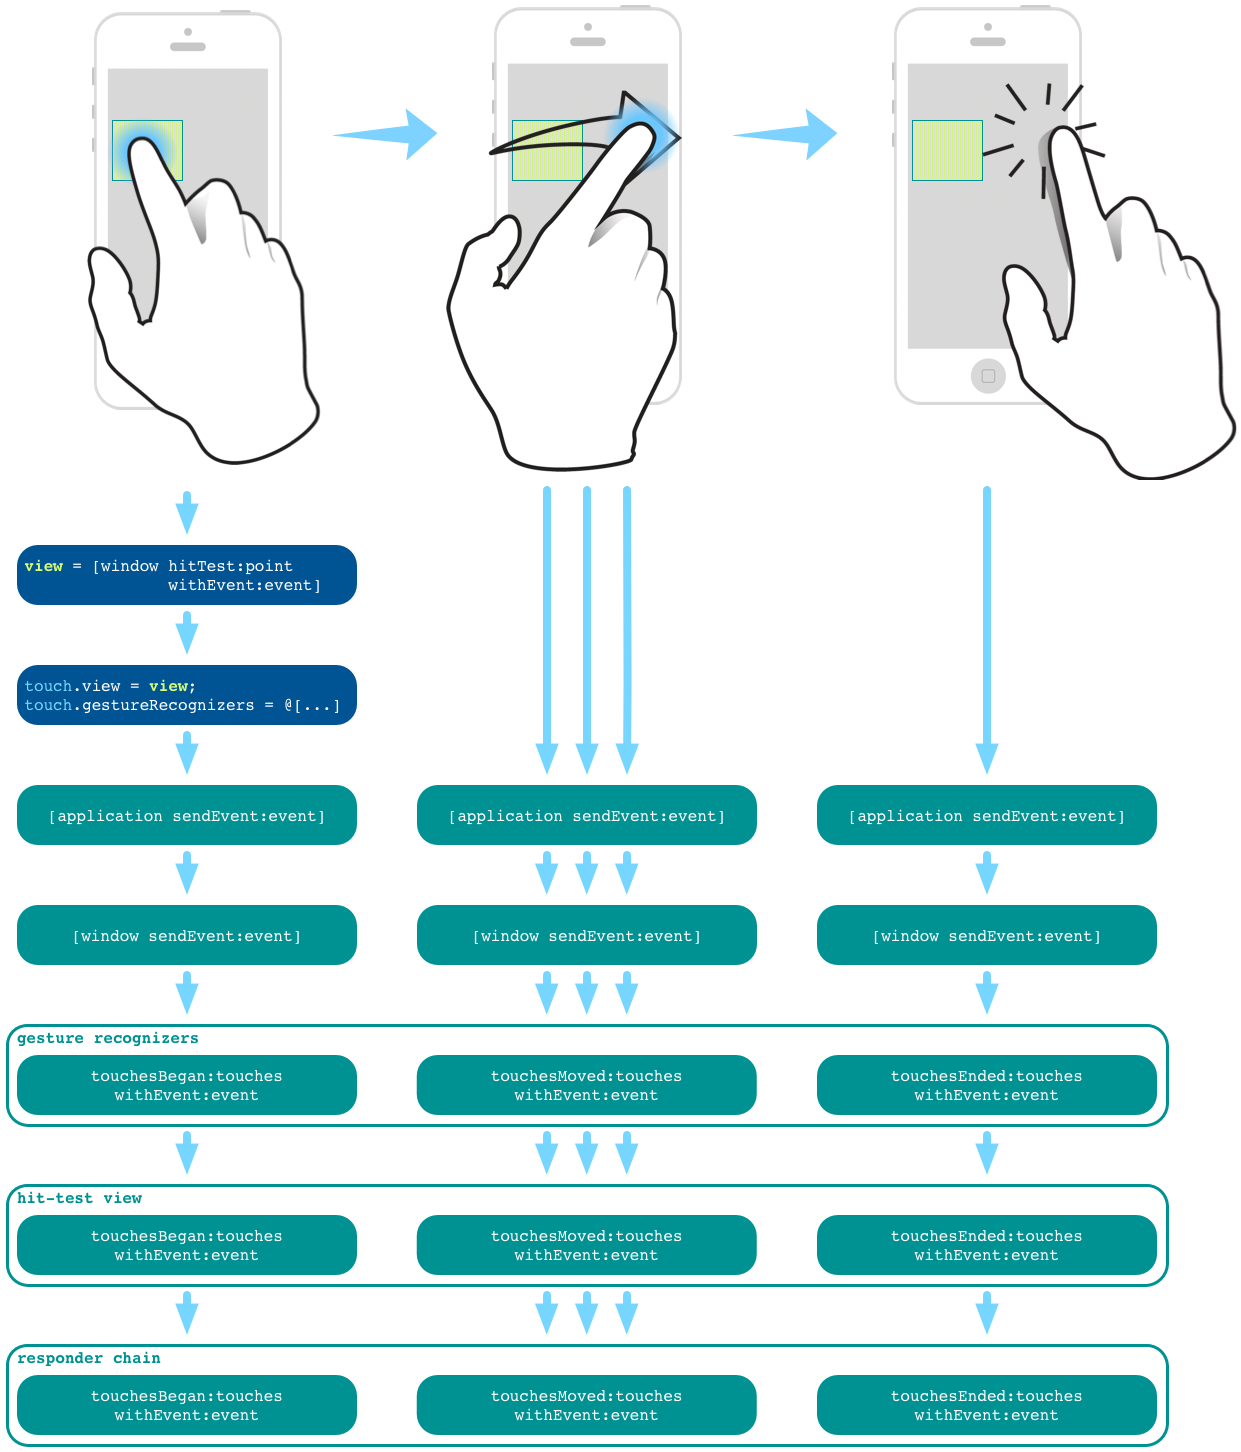 view = [window hitTest:point
withEvent:event]
touch.view = view;
touch.gestureRecognizers = @[...]
[application sendEvent:event]
[application sendEvent:event]
[application sendEvent:event]
[window sendEvent:event]
[window sendEvent:event]
[window sendEvent:event]
gesture recognizers
touchesBegan:touches
withEvent:event
touchesMoved:touches
withEvent:event
touchesEnded:touches
withEvent:event
hit-test view
touchesBegan:touches
withEvent:event
touchesMoved:touches
withEvent:event
touchesEnded:touches
withEvent:event
responder chain
touchesBegan:touches
withEvent:event
touchesMoved:touches
withEvent:event
touchesEnded:touches
withEvent:event